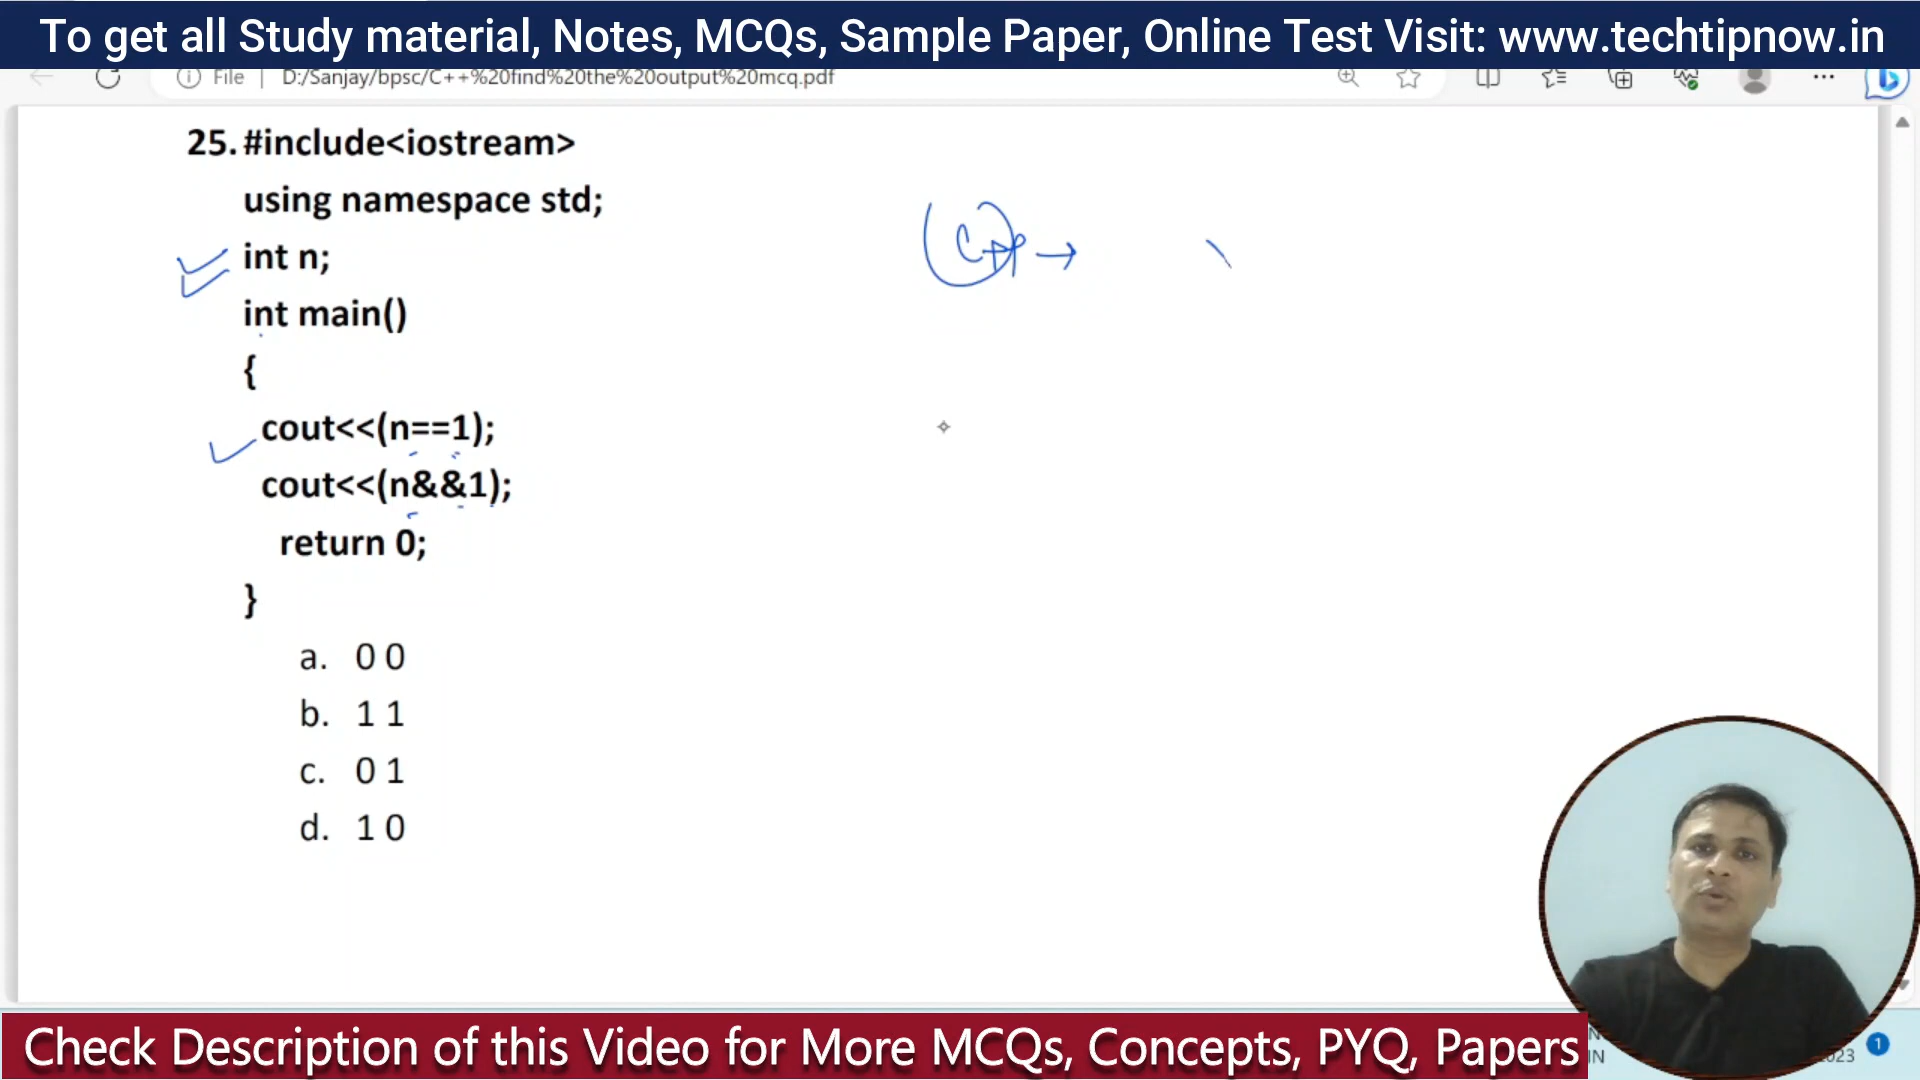 To get all Study material, Notes, MCQs, Sample Paper, Online Test Visit: www.techtipnow.in
File | D:/Sanjay/bpsc/C++%20find%20the%20output%20mcq.pdf
25. #include<iostream>
using namespace std;
int n;
int main()
{
cout<<(n==1);
cout<<(n&&1);
return 0;
}
a. 0 0
b. 1 1
c. 0 1
d. 1 0
Check Description of this Video for More MCQs, Concepts, PYQ, Papers
IN
1